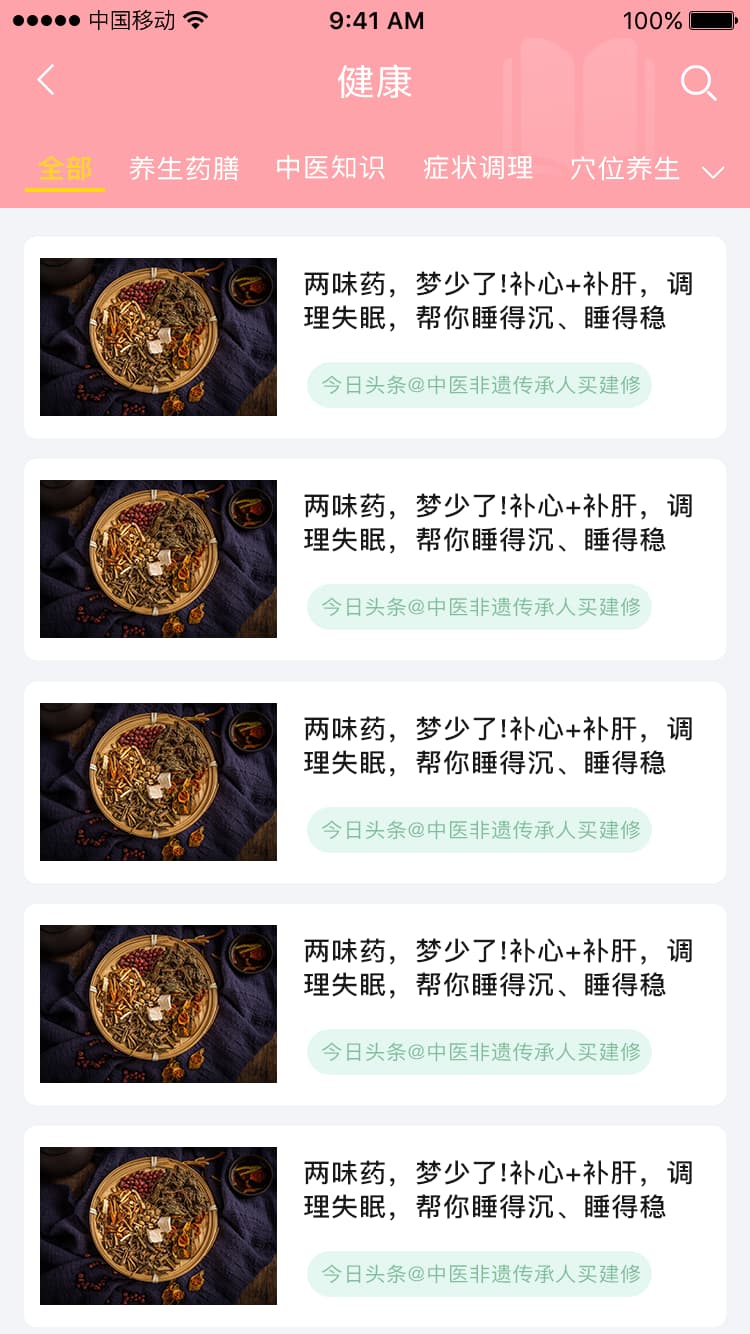 中国移动 9:41 AM 100%
健康
全部 养生药膳 中医知识 症状调理 穴位养生
两味药，梦少了!补心+补肝，调
理失眠，帮你睡得沉、睡得稳
今日头条@中医非遗传承人买建修
两味药，梦少了!补心+补肝，调
理失眠，帮你睡得沉、睡得稳
今日头条@中医非遗传承人买建修
两味药，梦少了!补心+补肝，调
理失眠，帮你睡得沉、睡得稳
今日头条@中医非遗传承人买建修
两味药，梦少了!补心+补肝，调
理失眠，帮你睡得沉、睡得稳
今日头条@中医非遗传承人买建修
两味药，梦少了!补心+补肝，调
理失眠，帮你睡得沉、睡得稳
今日头条@中医非遗传承人买建修